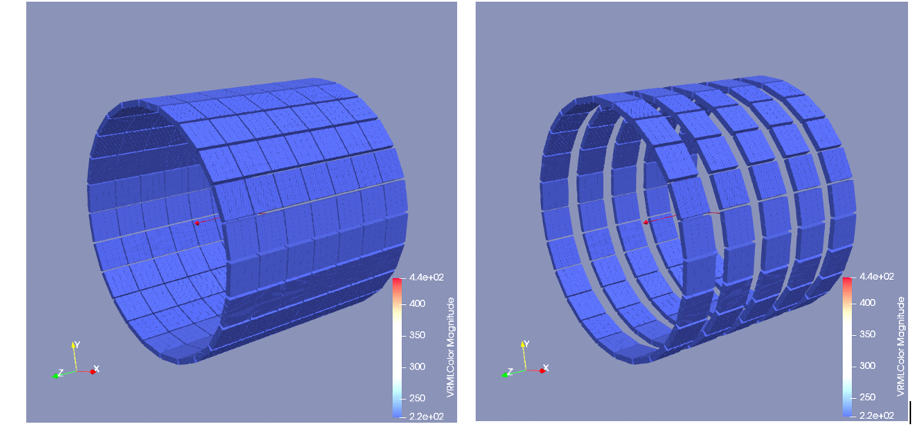 4.4e+02
400
350
300
250
2.2e+02
VRMLColor Magnitude
Y
Z
X
4.4e+02
400
350
300
250
2.2e+02
VRMLColor Magnitude
Y
Z
X